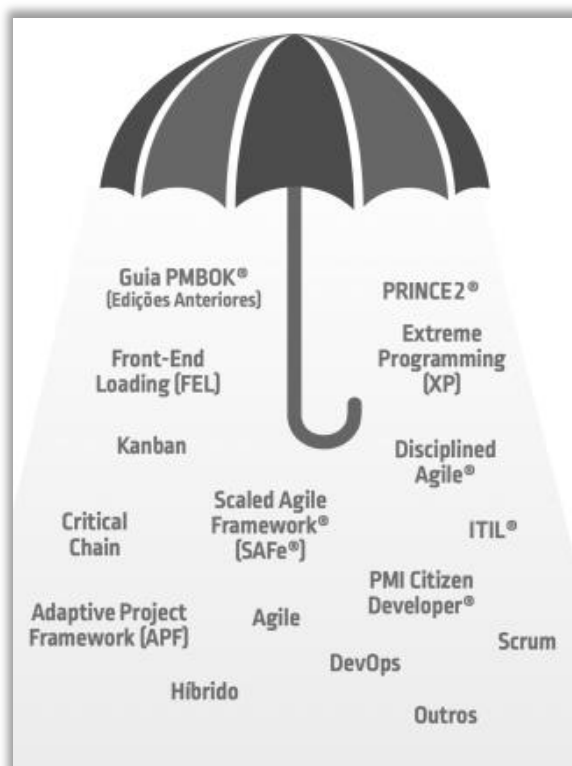 Guia PMBOK®
(Edições Anteriores)
PRINCE2®
Front-End
Loading (FEL)
Extreme
Programming
(XP)
Kanban
Disciplined
Agile®
Critical
Chain
Scaled Agile
Framework®
(SAFe®)
ITIL®
PMI Citizen
Developer®
Adaptive Project
Framework (APF)
Agile
Scrum
DevOps
Híbrido
Outros